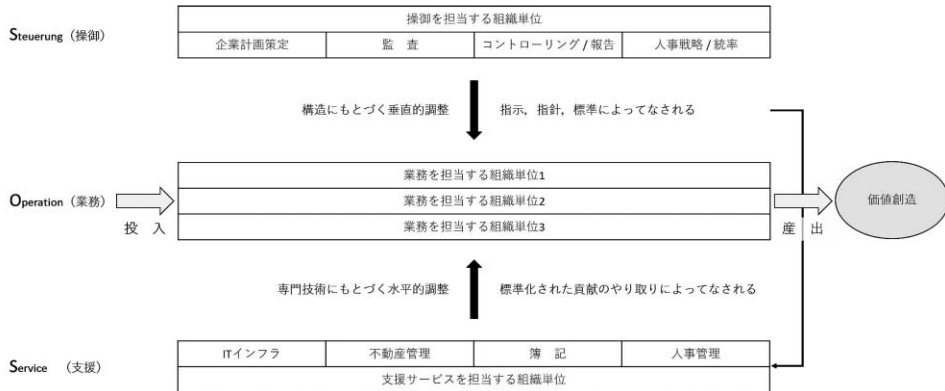 操御を担当する組織単位
Steuerung（操御）
企業計画策定
監　査
コントローリング / 報告
人事戦略 / 統率
構造にもとづく垂直的調整
指示，指針，標準によってなされる
業務を担当する組織単位1
Operation（業務）
業務を担当する組織単位2
価値創造
業務を担当する組織単位3
投　入
産　出
専門技術にもとづく水平的調整
標準化された貢献のやり取りによってなされる
ITインフラ
不動産管理
簿　記
人事管理
Service　（支援）
支援サービスを担当する組織単位